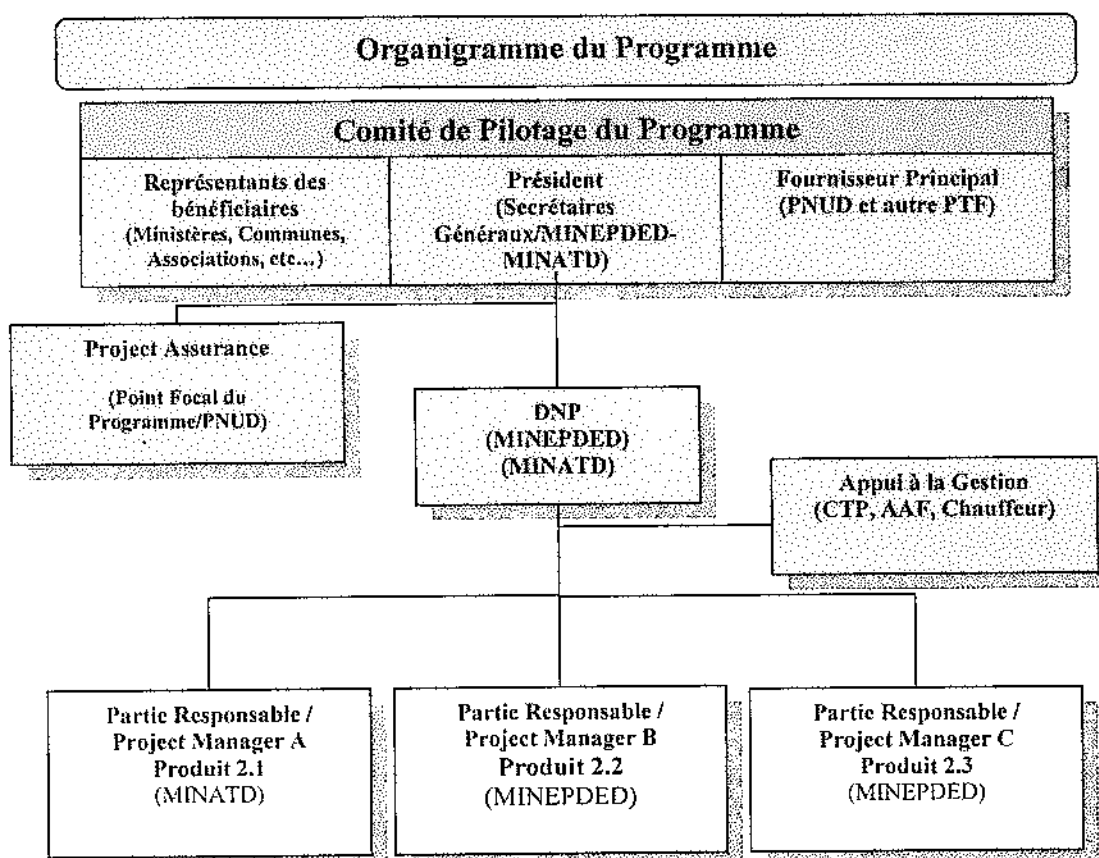 Organigramme du Programme
Comité de Pilotage du Programme
Représentants des
bénéficiaires
(Ministères, Communes,
Associations, etc...)
Président
(Secrétaires
Généraux/MINEPDED-
MINATD)
Fournisseur Principal
(PNUD et autre PTF)
Project Assurance
(Point Focal du
Programme/PNUD)
DNP
(MINEPDED)
(MINATD)
Appui à la Gestion
(CTP, AAF, Chauffeur)
Partie Responsable /
Project Manager A
Produit 2.1
(MINATD)
Partie Responsable /
Project Manager B
Produit 2.2
(MINEPDED)
Partie Responsable /
Project Manager C
Produit 2.3
(MINEPDED)